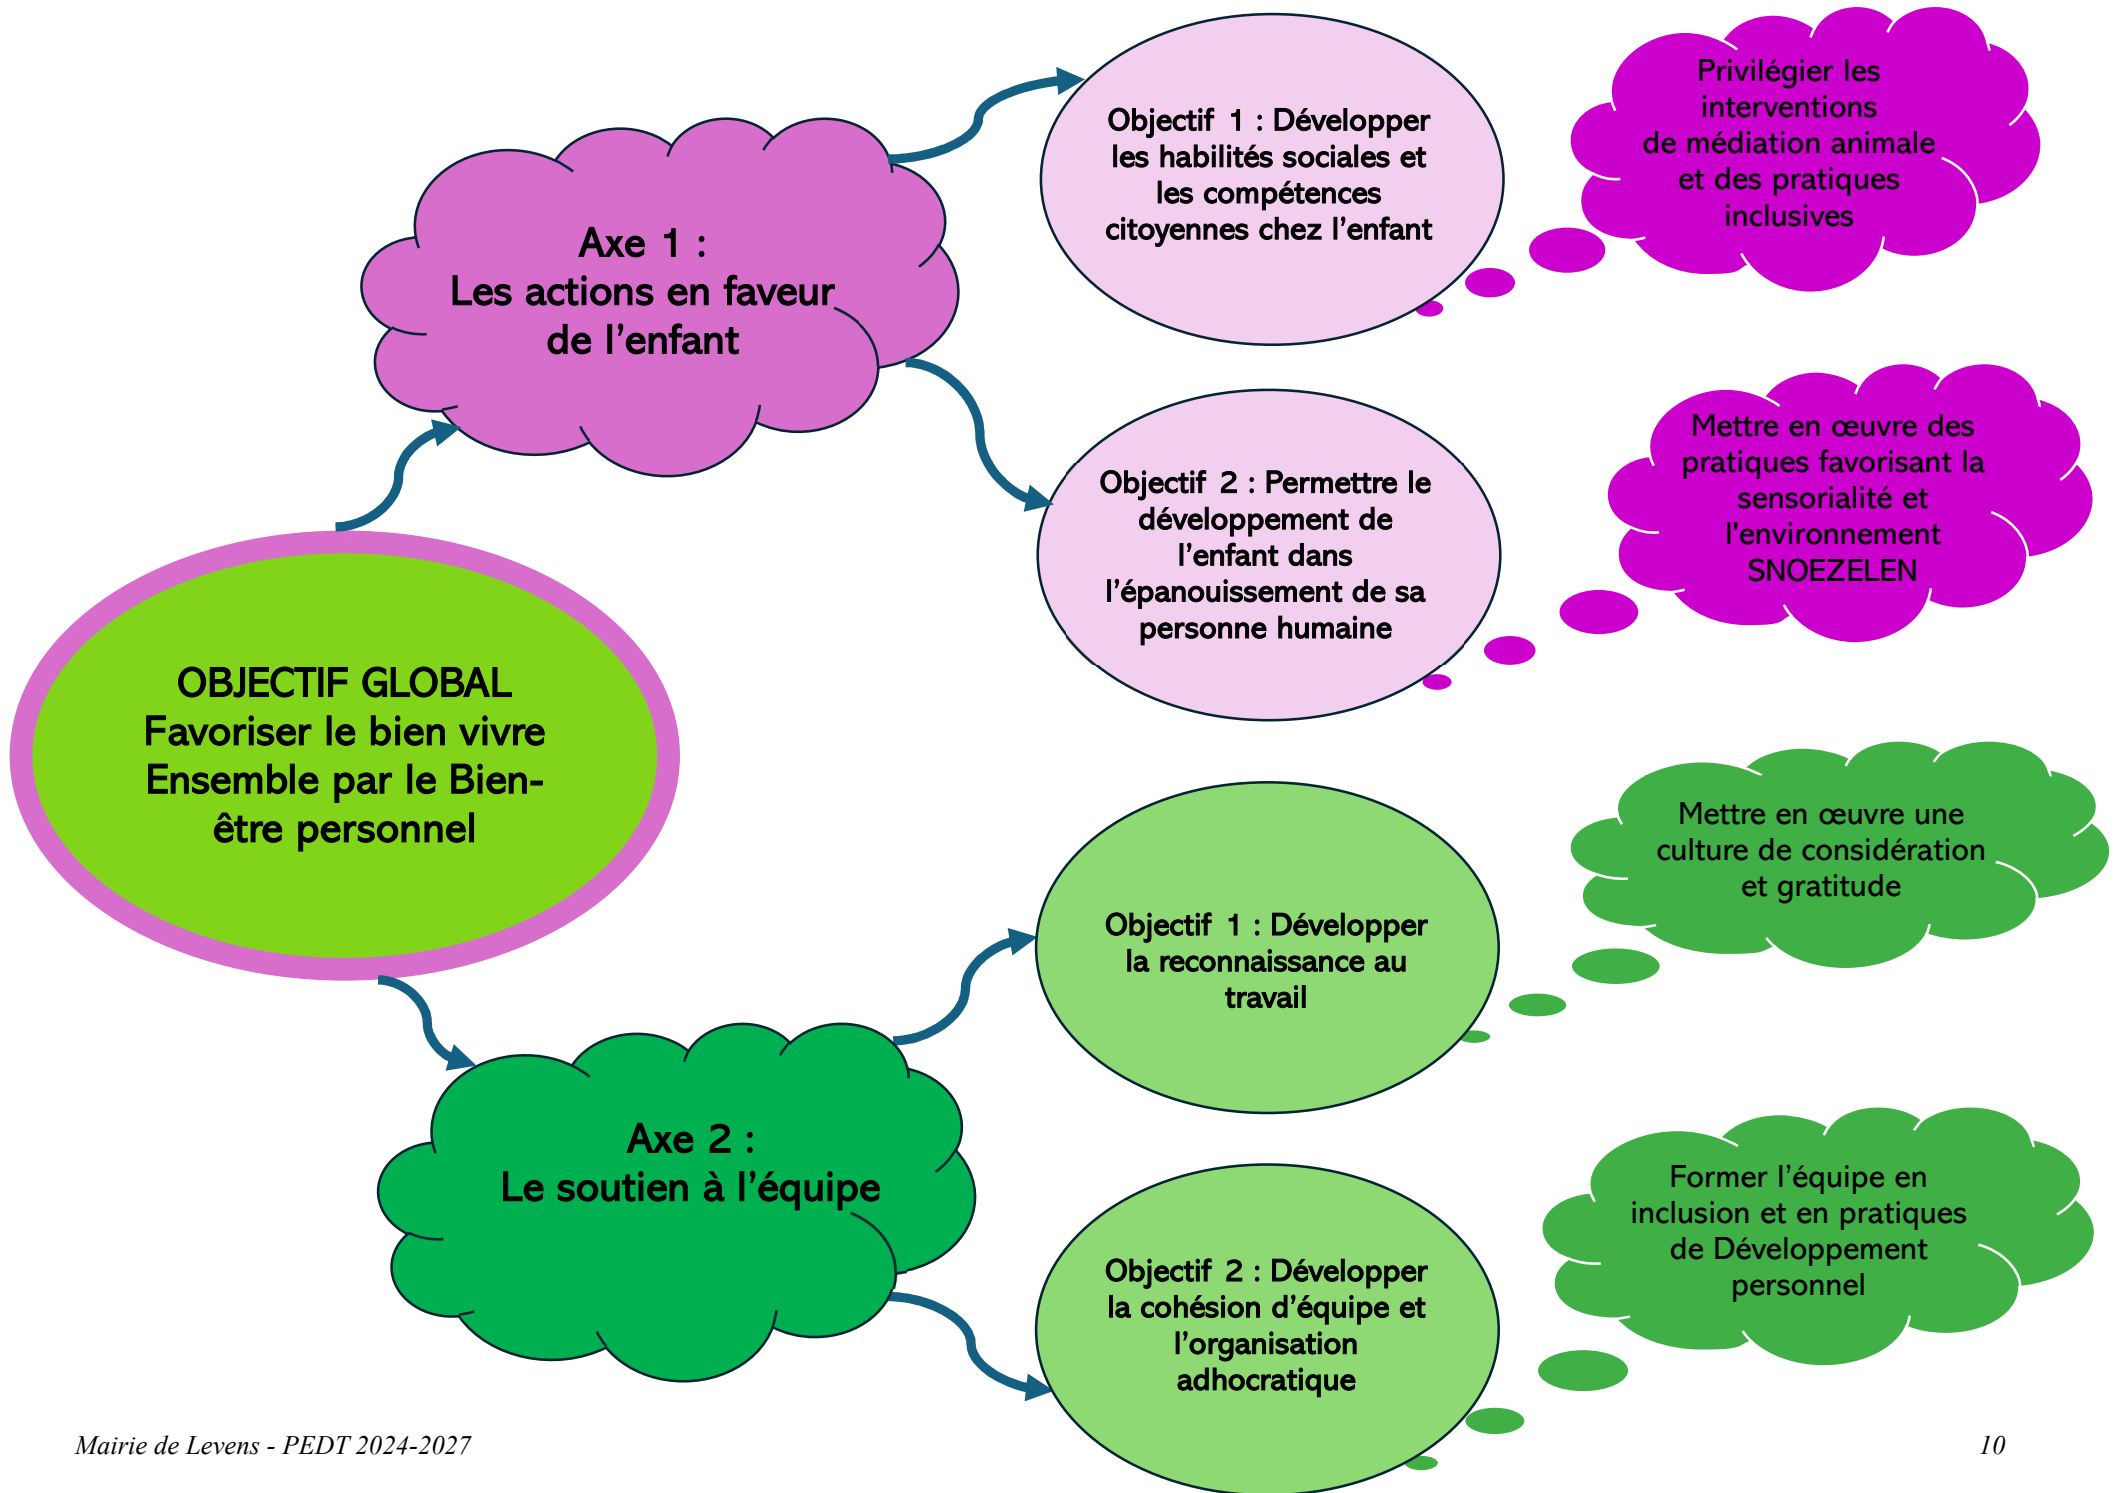 OBJECTIF GLOBAL
Favoriser le bien vivre
Ensemble par le Bien-
être personnel
Axe 1 :
Les actions en faveur
de l’enfant
Objectif 1 : Développer
les habilités sociales et
les compétences
citoyennes chez l’enfant
Privilégier les
interventions
de médiation animale
et des pratiques
inclusives
Objectif 2 : Permettre le
développement de
l’enfant dans
l’épanouissement de sa
personne humaine
Mettre en œuvre des
pratiques favorisant la
sensorialité et
l'environnement
SNOEZELEN
Axe 2 :
Le soutien à l’équipe
Objectif 1 : Développer
la reconnaissance au
travail
Mettre en œuvre une
culture de considération
et gratitude
Objectif 2 : Développer
la cohésion d’équipe et
l’organisation
adhocratique
Former l’équipe en
inclusion et en pratiques
de Développement
personnel
Mairie de Levens - PEDT 2024-2027
10